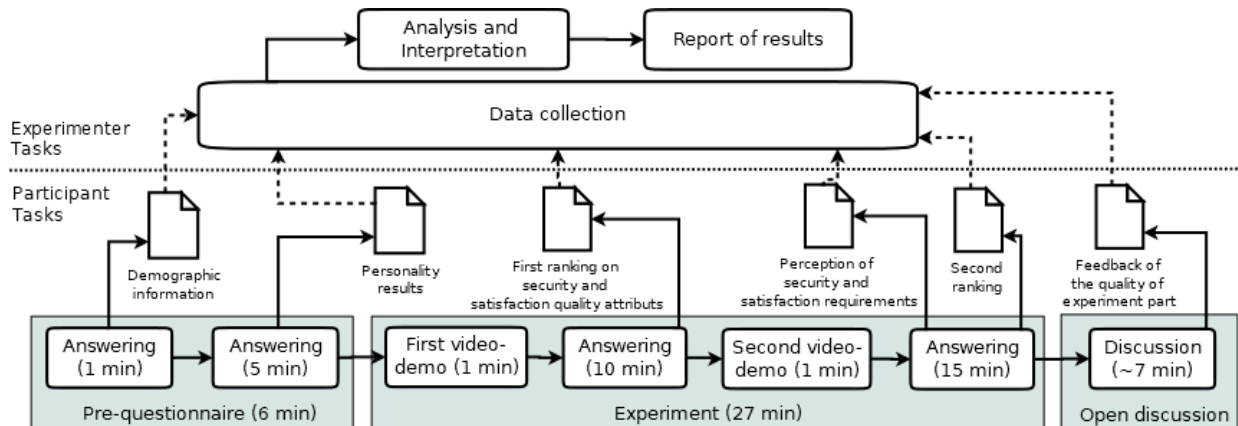 Analysis and
Interpretation
Report of results
Data collection
Experimenter
Tasks
Participant
Tasks
Demographic
information
Personality
results
First ranking on
security and
satisfaction quality attributs
Perception of
security and
satisfaction requirements
Second
ranking
Feedback of
the quality of
experiment part
Answering
(1 min)
Answering
(5 min)
First video-
demo (1 min)
Answering
(10 min)
Second video-
demo (1 min)
Answering
(15 min)
Discussion
(~7 min)
Pre-questionnaire (6 min)
Experiment (27 min)
Open discussion